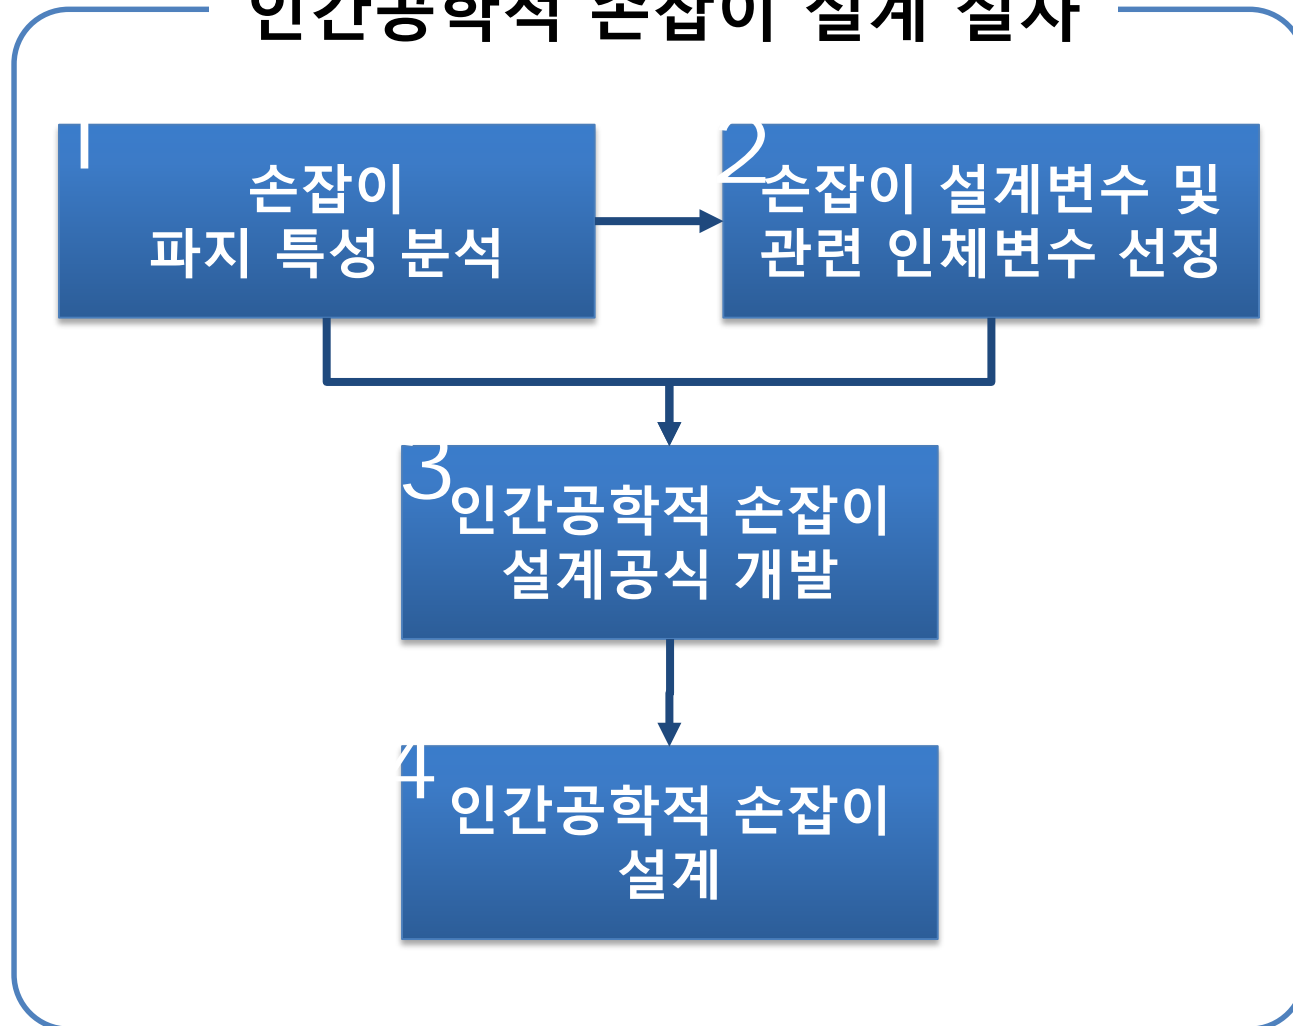 인간공학적 손잡이 설계 절차
1
손잡이
파지 특성 분석
2
손잡이 설계변수 및
관련 인체변수 선정
3
인간공학적 손잡이
설계공식 개발
4
인간공학적 손잡이
설계